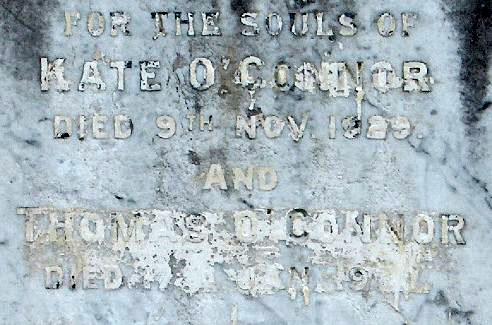 FOR THE SOULS OF
KATE O'CONNOR
DIED 9TH NOV. 1929.
AND
THOMAS O'CONNOR
DIED JAN.